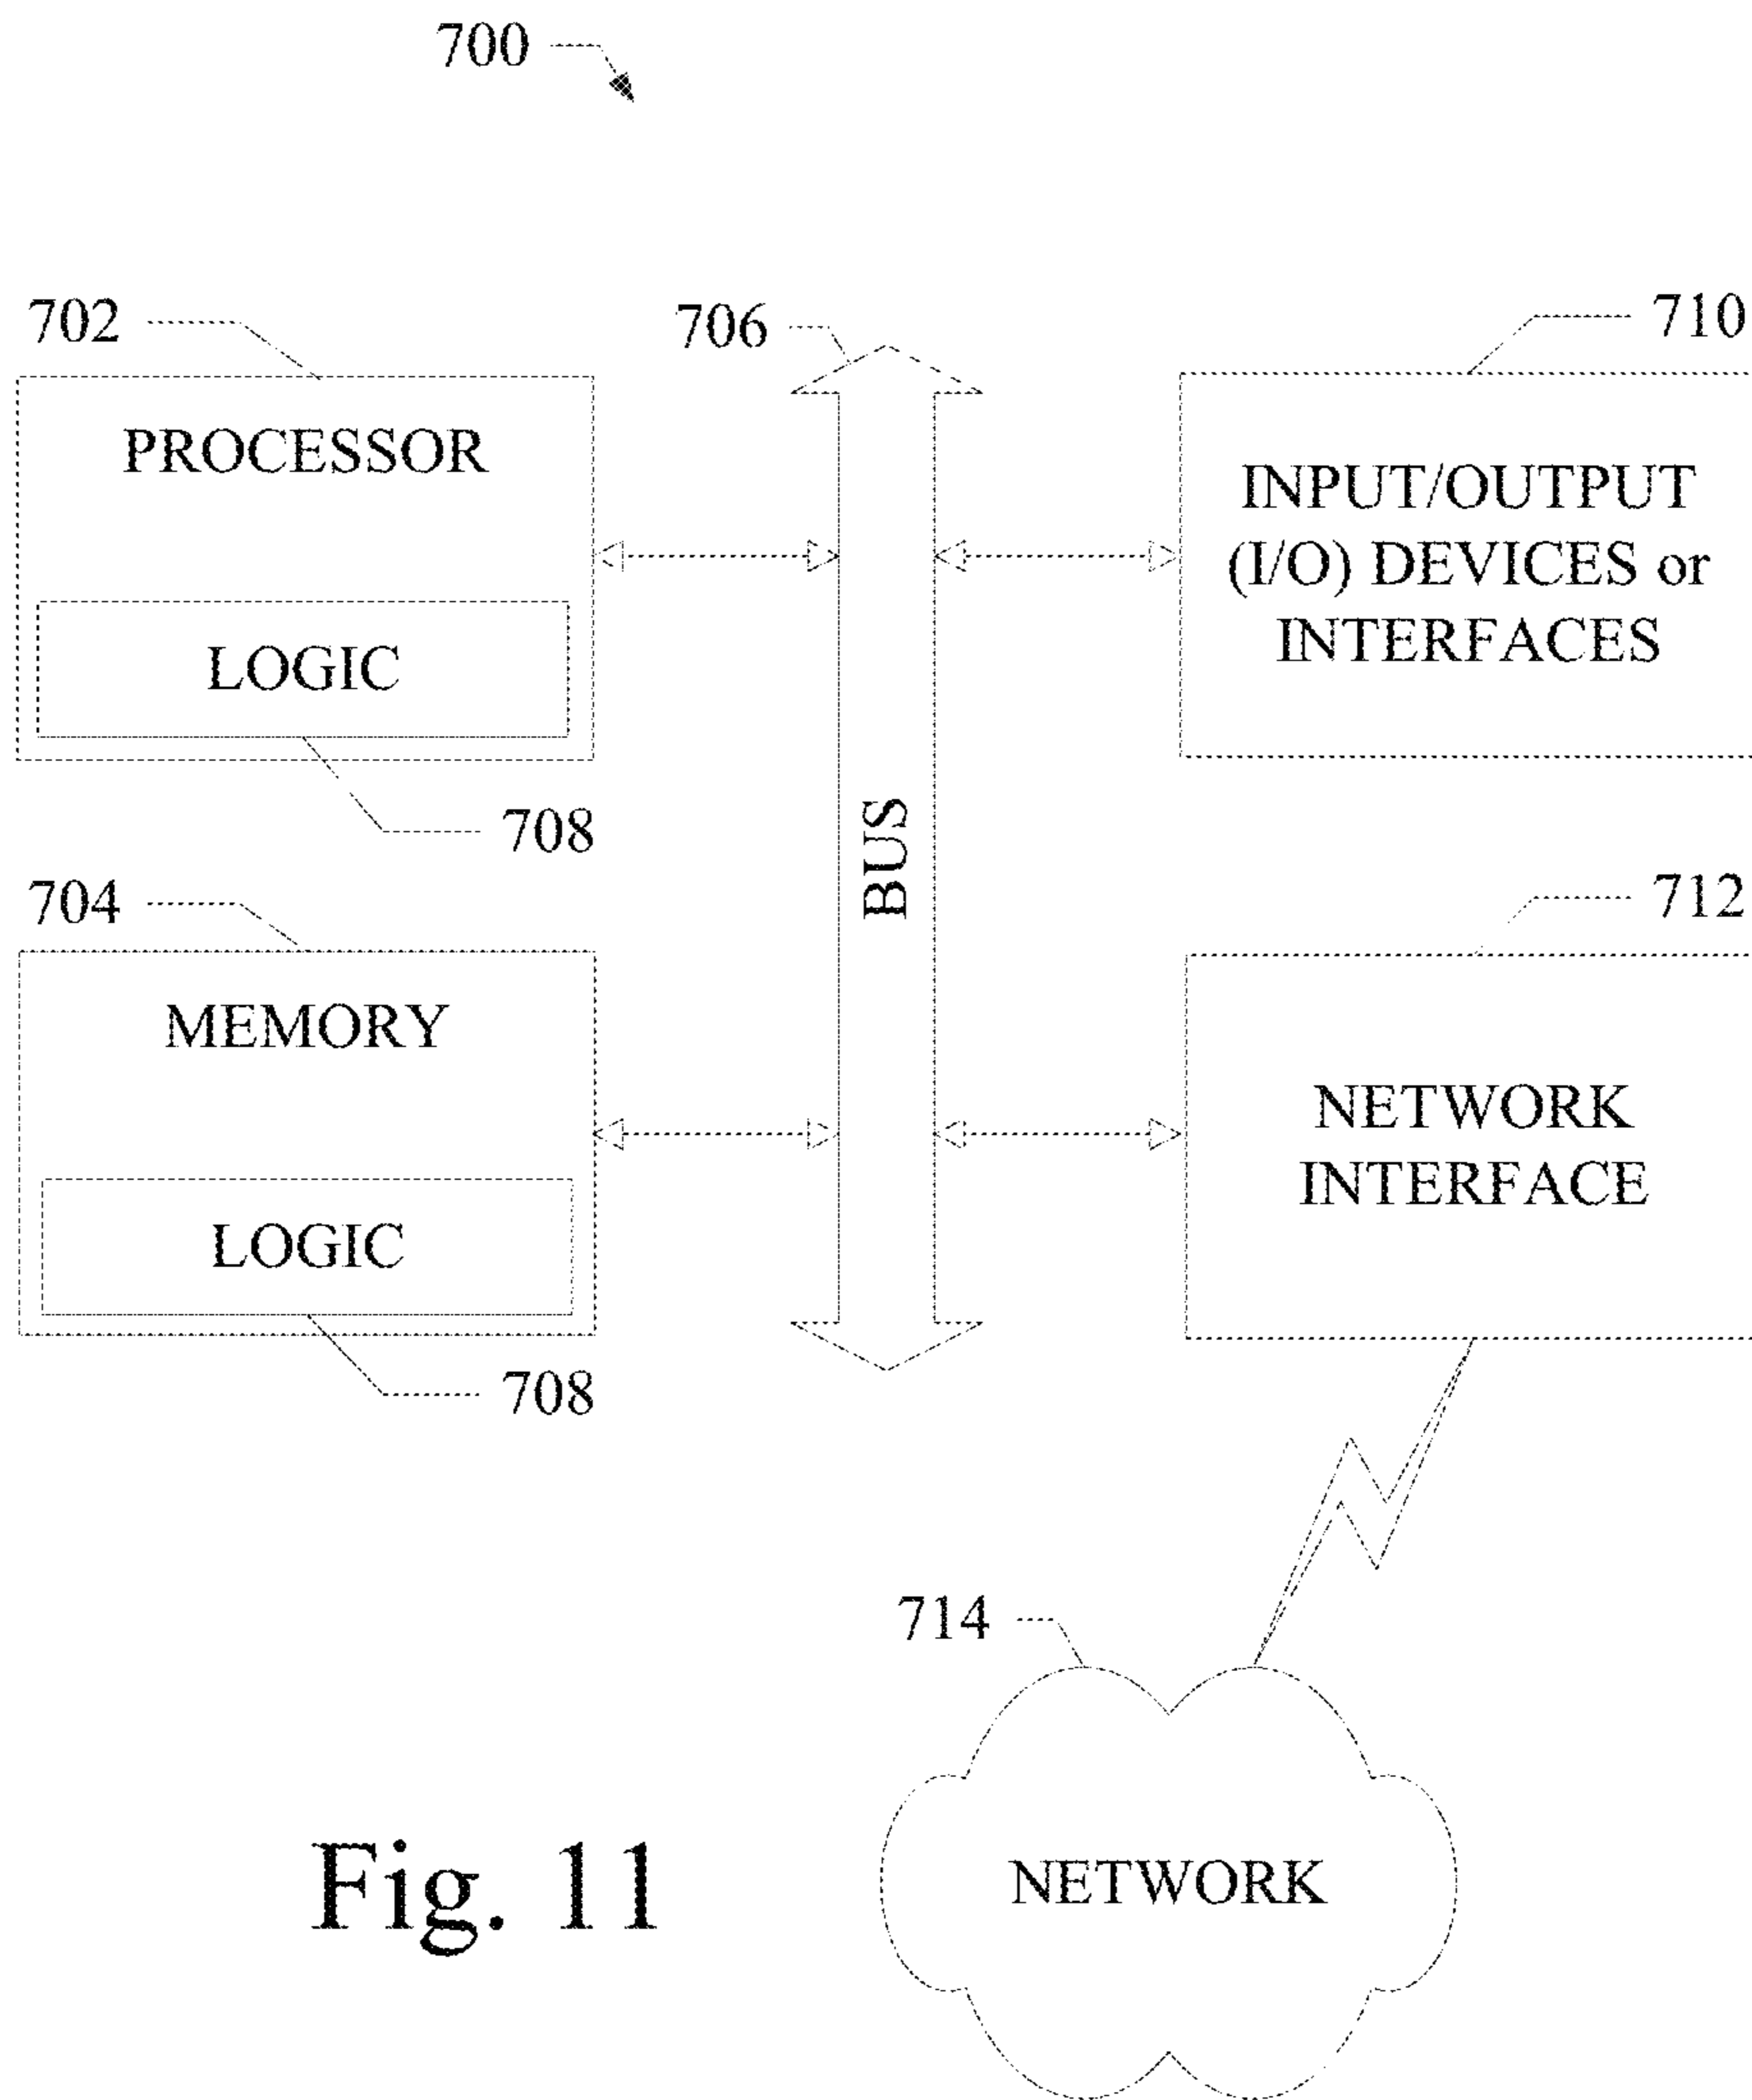 700
702
706
710
PROCESSOR
INPUT/OUTPUT
(I/O) DEVICES or
INTERFACES
LOGIC
708
BUS
704
712
MEMORY
NETWORK
INTERFACE
LOGIC
708
714
NETWORK
Fig. 11